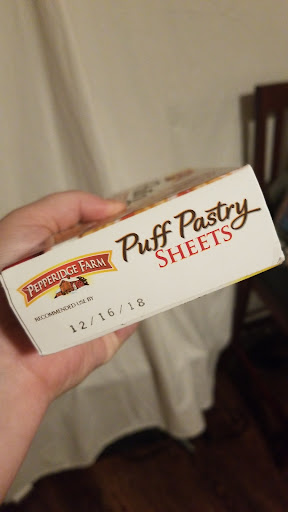 PEPPERIDGE FARM
Puff Pastry
SHEETS
RECOMMENDED USE BY
12/16/18